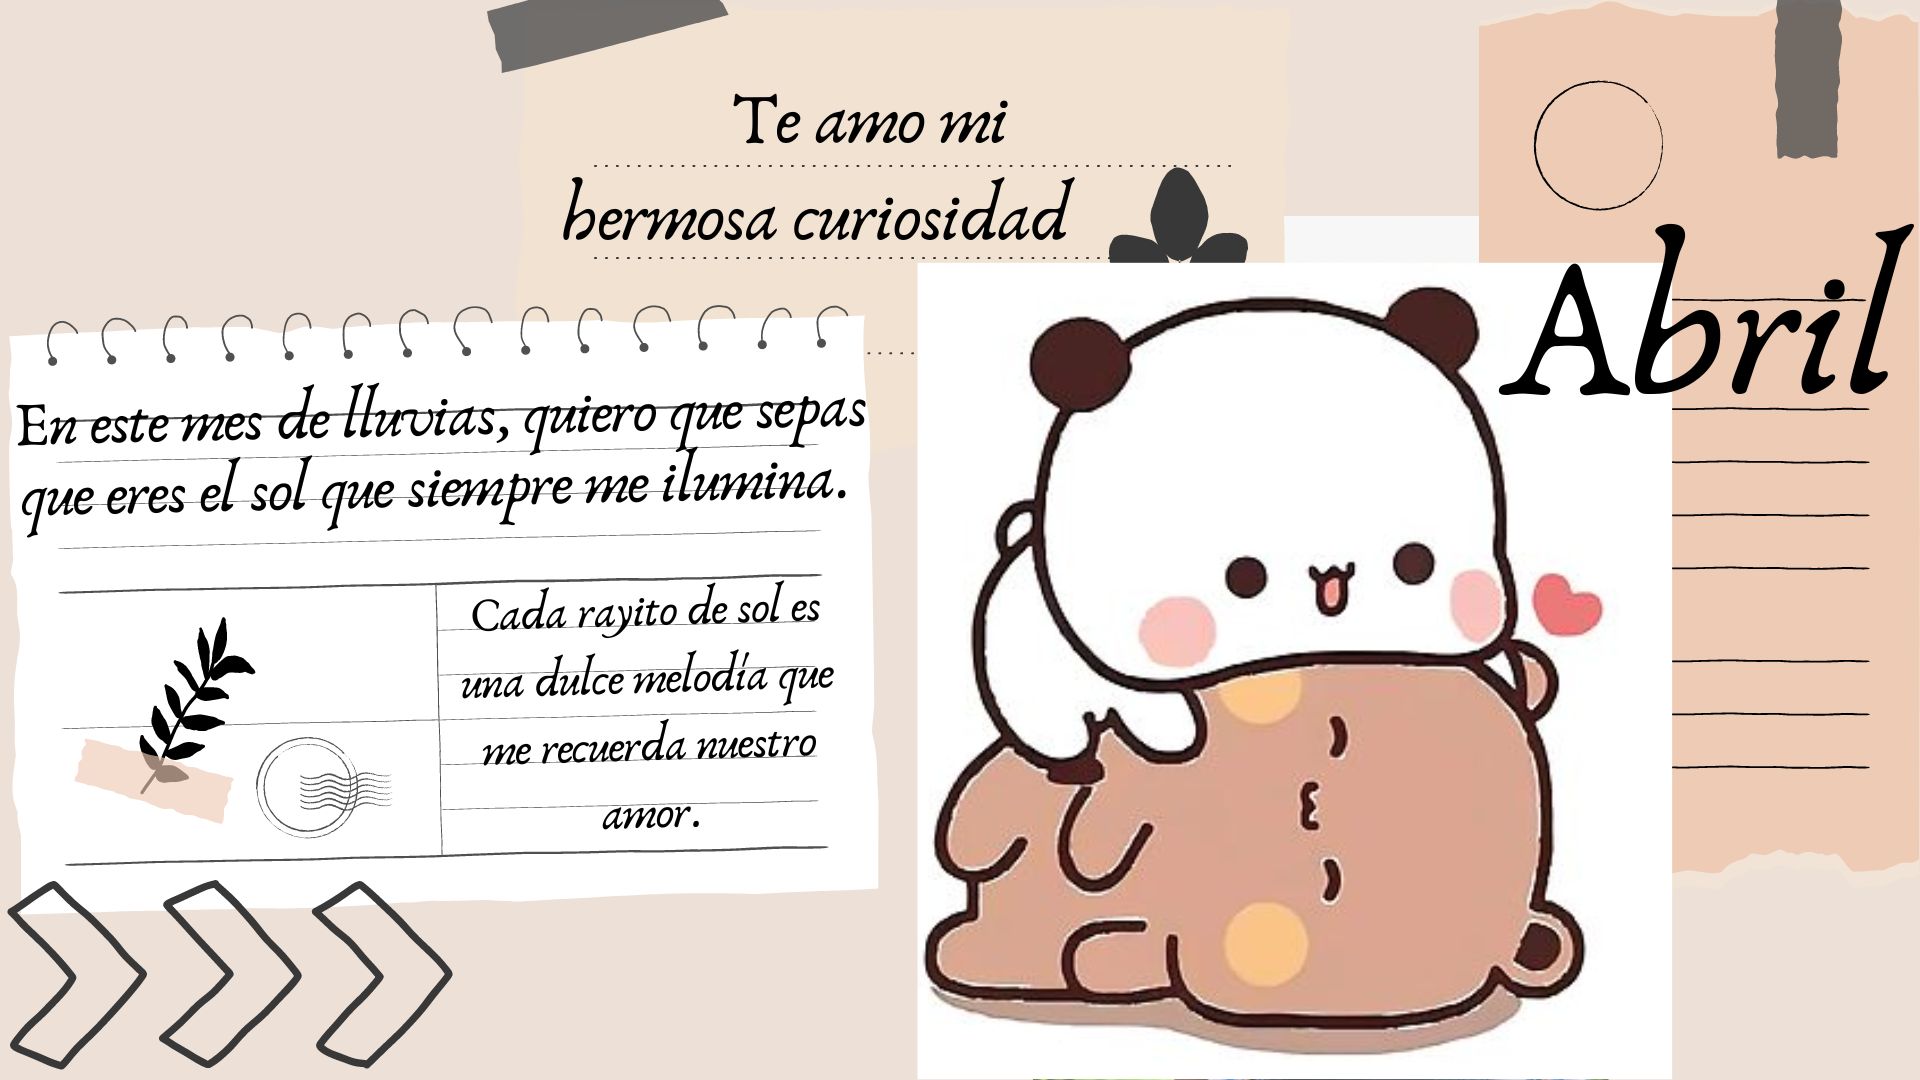 Te amo mi
hermosa curiosidad
Abril
En este mes de lluvias, quiero que sepas
que eres el sol que siempre me ilumina.
Cada rayito de sol es
una dulce melodía que
me recuerda nuestro
amor.